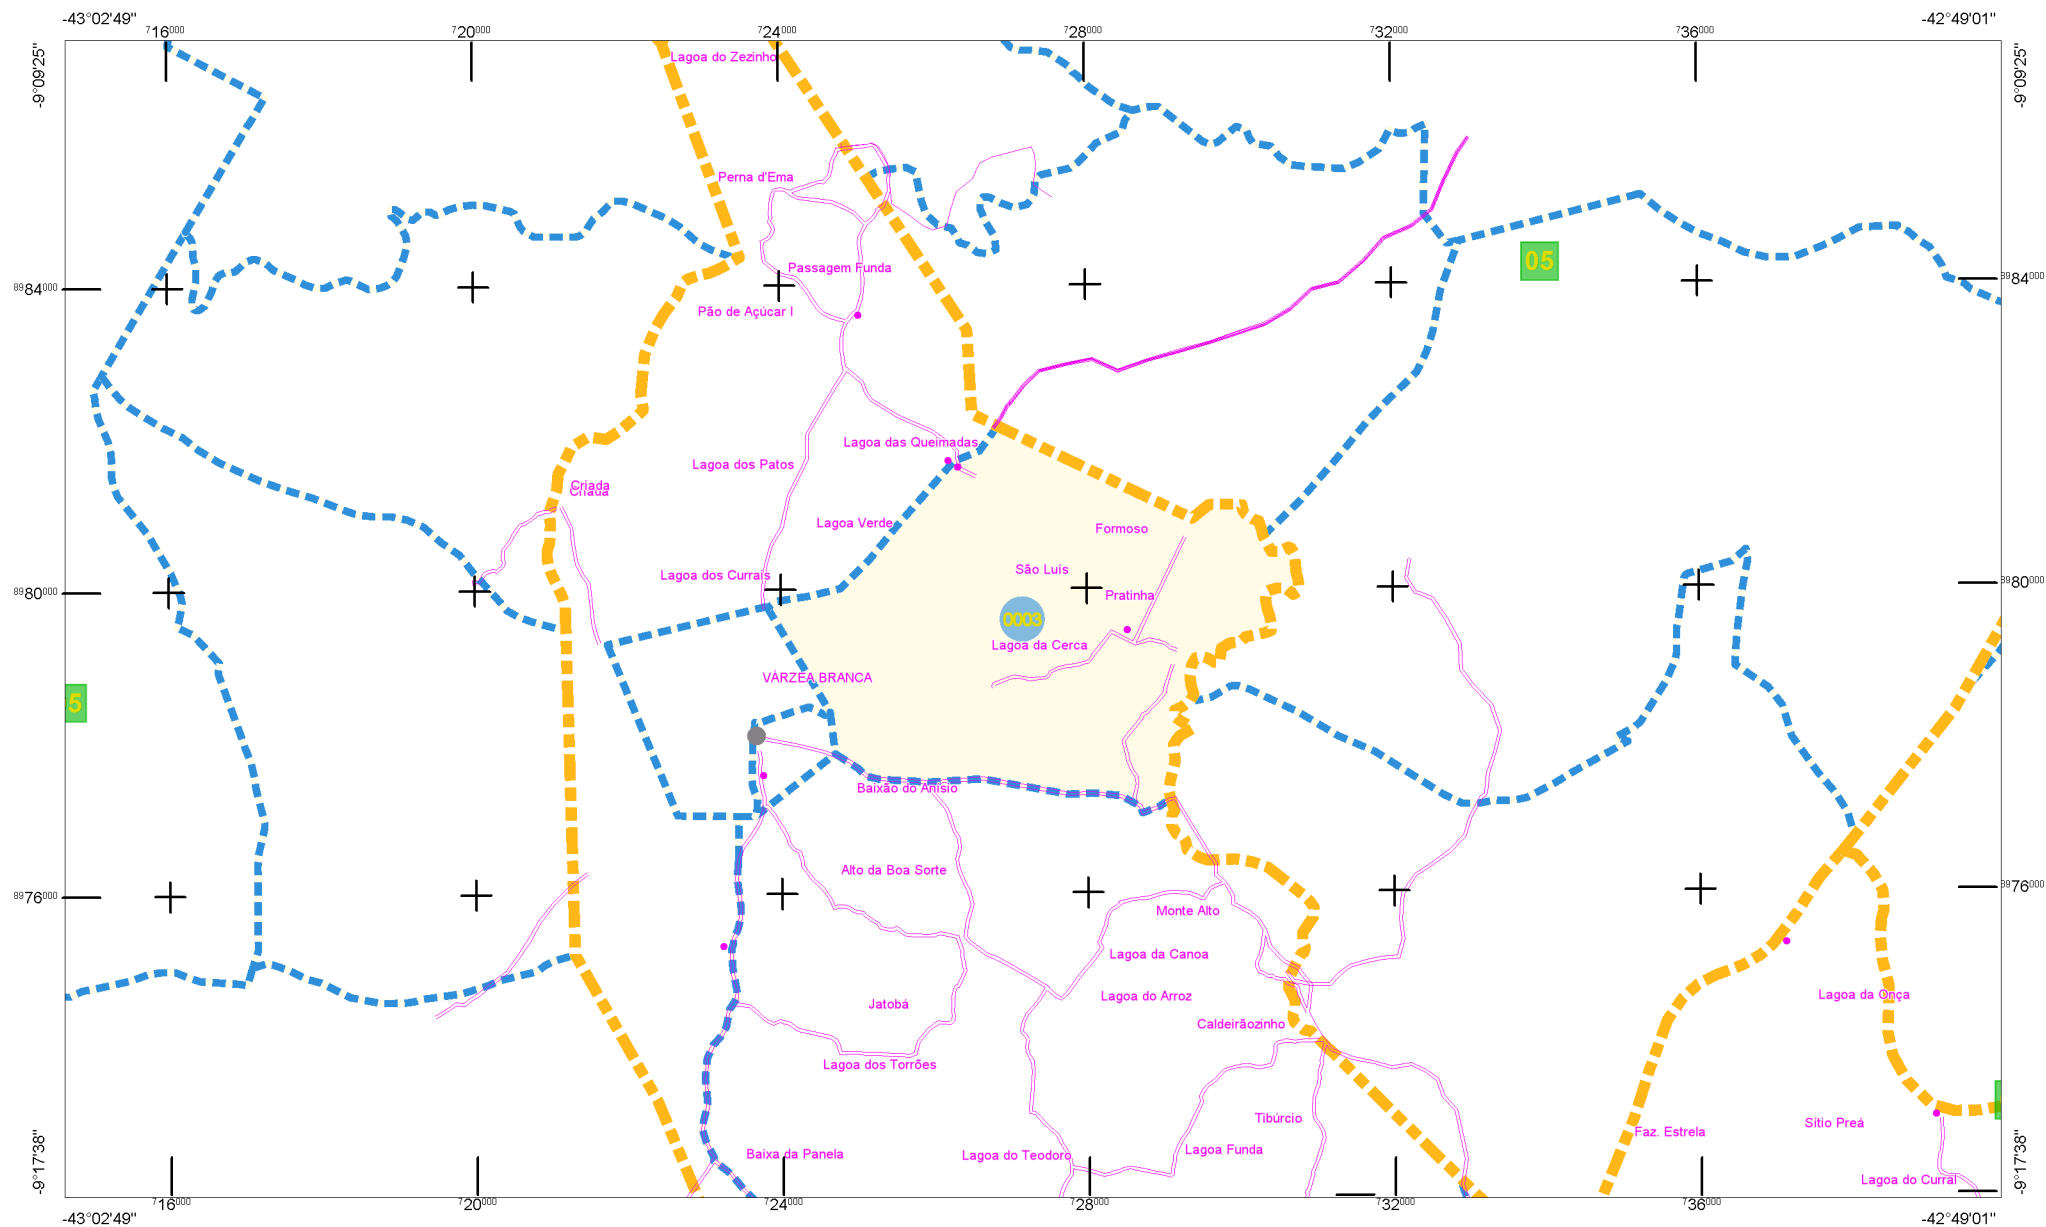 -43°02'49"
-42°49'01"
716000
720000
724000
728000
732000
736000
-9°09'25"
-9°09'25"
Lagoa do Zezinho
Perna d'Ema
05
Passagem Funda
8984000
8984000
Pão de Açúcar I
Lagoa das Queimadas
Lagoa dos Patos
Criada
Criada
Lagoa Verde
Formoso
São Luís
Lagoa dos Currais
8980000
8980000
Pratinha
0003
Lagoa da Cerca
VÁRZEA BRANCA
5
Baixão do Anísio
Alto da Boa Sorte
8976000
8976000
Monte Alto
Lagoa da Canoa
Lagoa do Arroz
Lagoa da Onça
Jatobá
Caldeirãozinho
Lagoa dos Torrões
Tibúrcio
Sítio Preá
Faz. Estrela
Lagoa Funda
Baixa da Panela
Lagoa do Teodoro
Lagoa do Curral
-9°17'38"
-9°17'38"
716000
720000
724000
728000
732000
736000
-43°02'49"
-42°49'01"